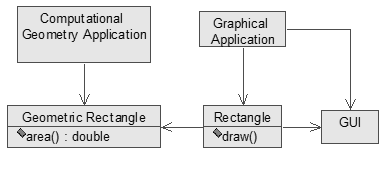 Computational
Geometry Application
Graphical
Application
Geometric Rectangle
area() : double
Rectangle
draw()
GUI